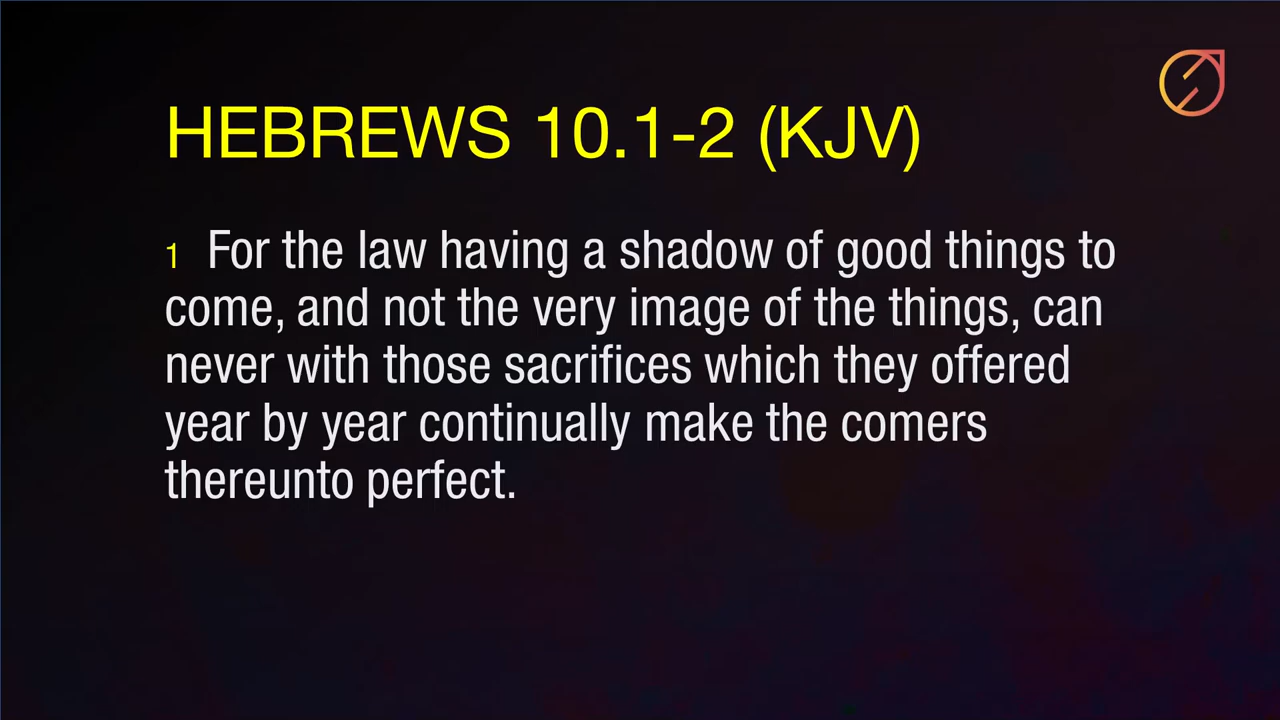 HEBREWS 10.1-2 (KJV)
1 For the law having a shadow of good things to
come, and not the very image of the things, can
never with those sacrifices which they offered
year by year continually make the comers
thereunto perfect.